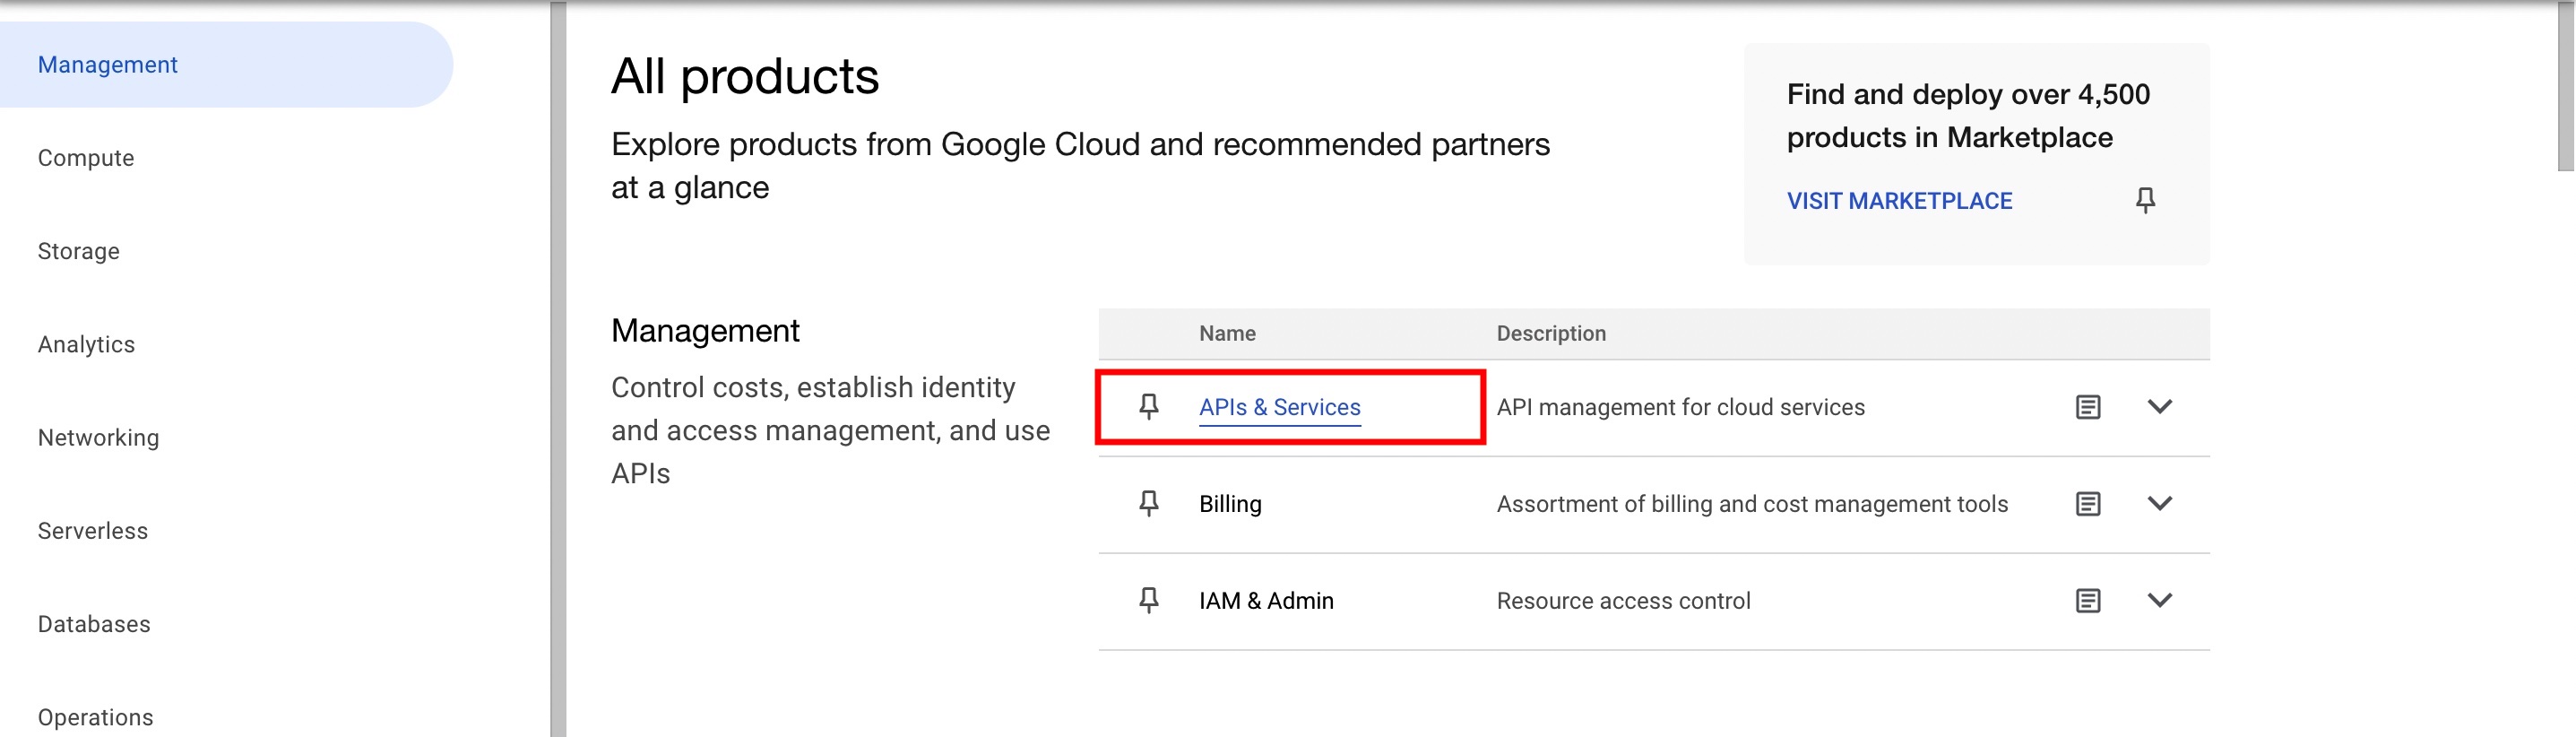 Management
Compute
Storage
Analytics
Networking
Serverless
Databases
Operations
All products
Explore products from Google Cloud and recommended partners
at a glance
Find and deploy over 4,500
products in Marketplace
VISIT MARKETPLACE
Management
Control costs, establish identity
and access management, and use
APIs
Name Description
APIs & Services API management for cloud services
Billing Assortment of billing and cost management tools
IAM & Admin Resource access control